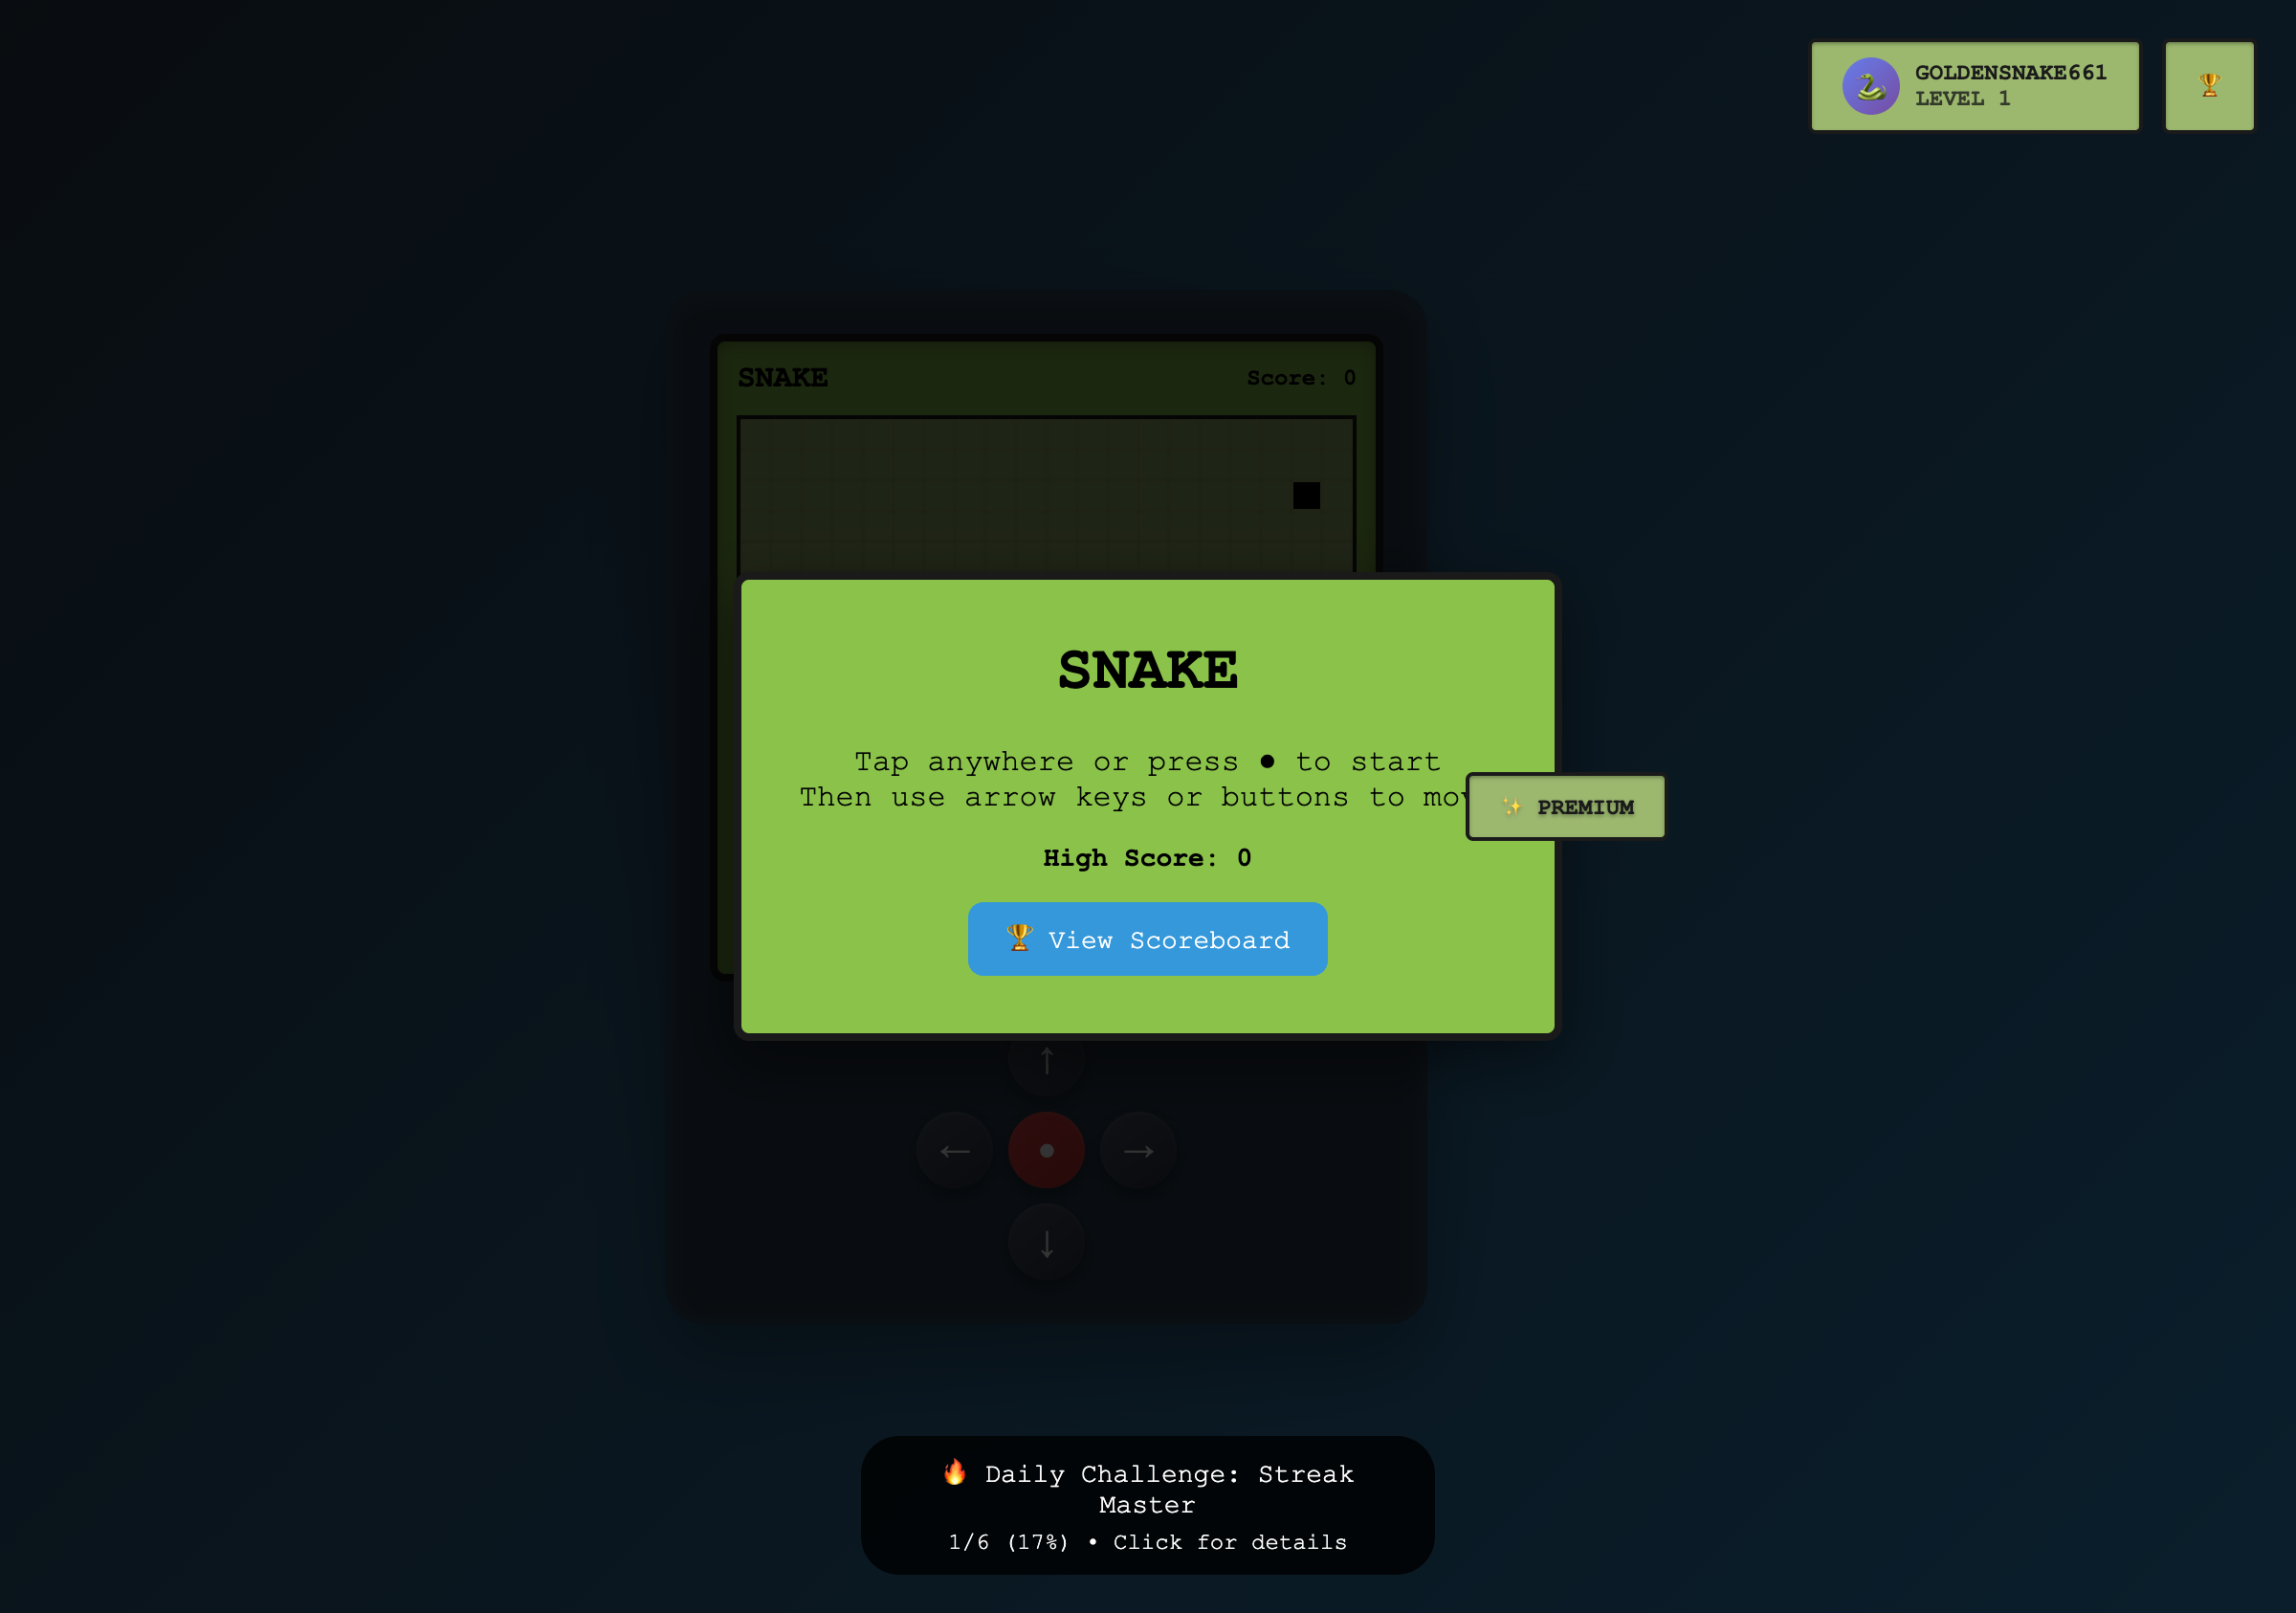 GOLDENSNAKE661
LEVEL 1
SNAKE
Score: 0
SNAKE
Tap anywhere or press ● to start
Then use arrow keys or buttons to
✨ PREMIUM
High Score: 0
🏆 View Scoreboard
↑
← ● →
↓
🔥 Daily Challenge: Streak
Master
1/6 (17%) • Click for details